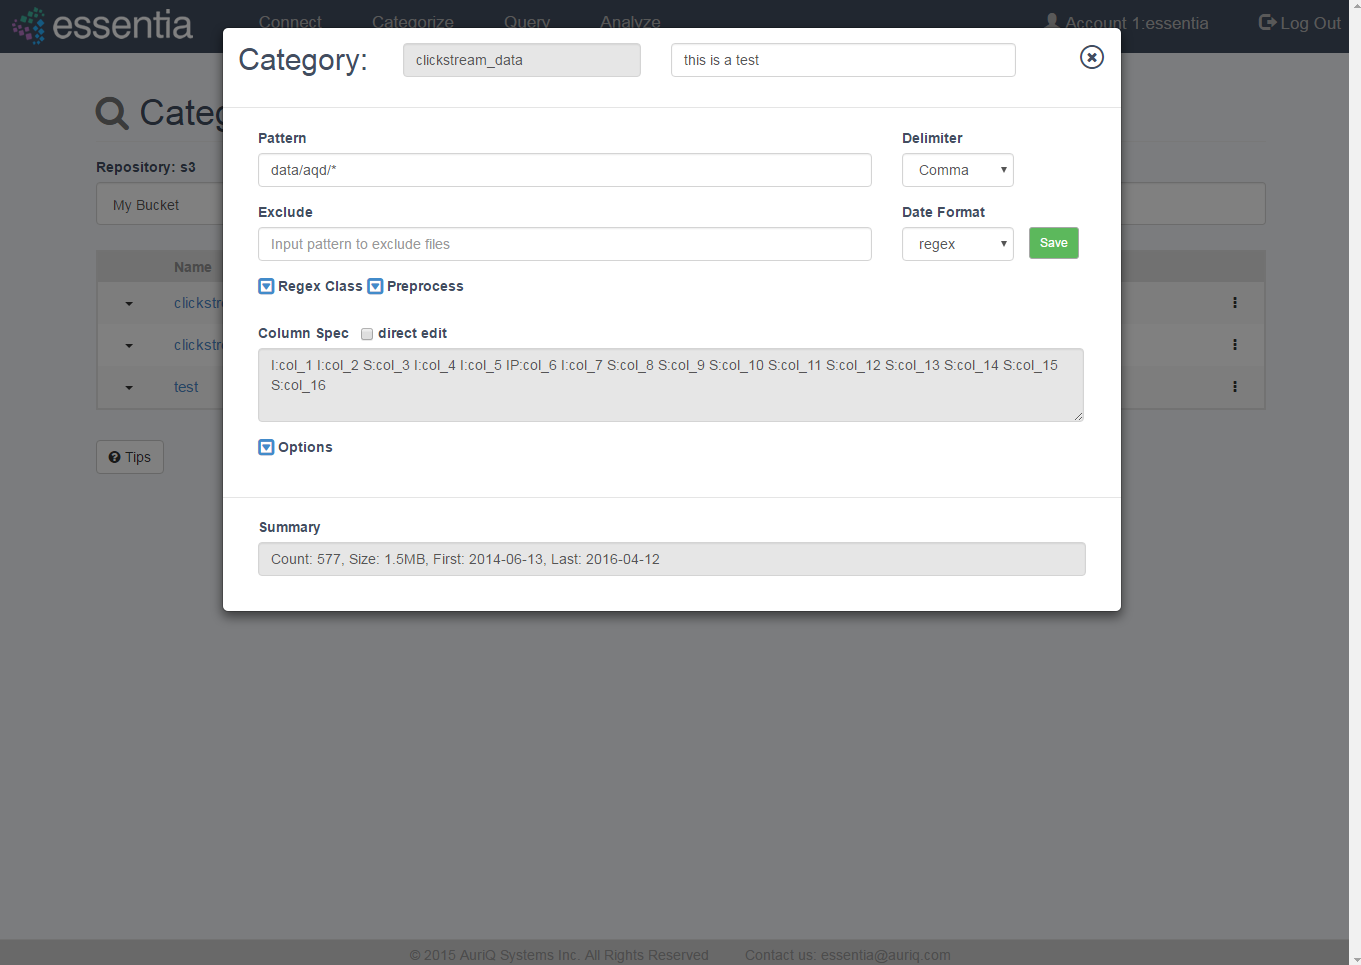 essentia Connect Categorize Query Analyze Account 1:essentia Log Out
Category: clickstream_data this is a test
Categ
Pattern Delimiter
Repository: s3
data/aqd/* Comma
My Bucket
Exclude Date Format
Input pattern to exclude files regex Save
Name
Regex Class Preprocess
clickstre
Column Spec direct edit
clickstre
I:col_1 I:col_2 S:col_3 I:col_4 I:col_5 IP:col_6 I:col_7 S:col_8 S:col_9 S:col_10 S:col_11 S:col_12 S:col_13 S:col_14 S:col_15
S:col_16
test
Options
Tips
Summary
Count: 577, Size: 1.5MB, First: 2014-06-13, Last: 2016-04-12
© 2015 AuriQ Systems Inc. All Rights Reserved Contact us: essentia@auriq.com